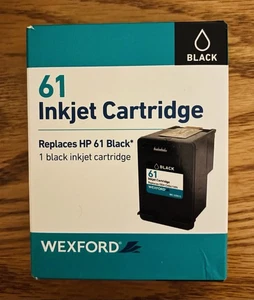 BLACK
61
Inkjet Cartridge
Replaces HP 61 Black*
1 black inkjet cartridge
BLACK
61
WEXFORD